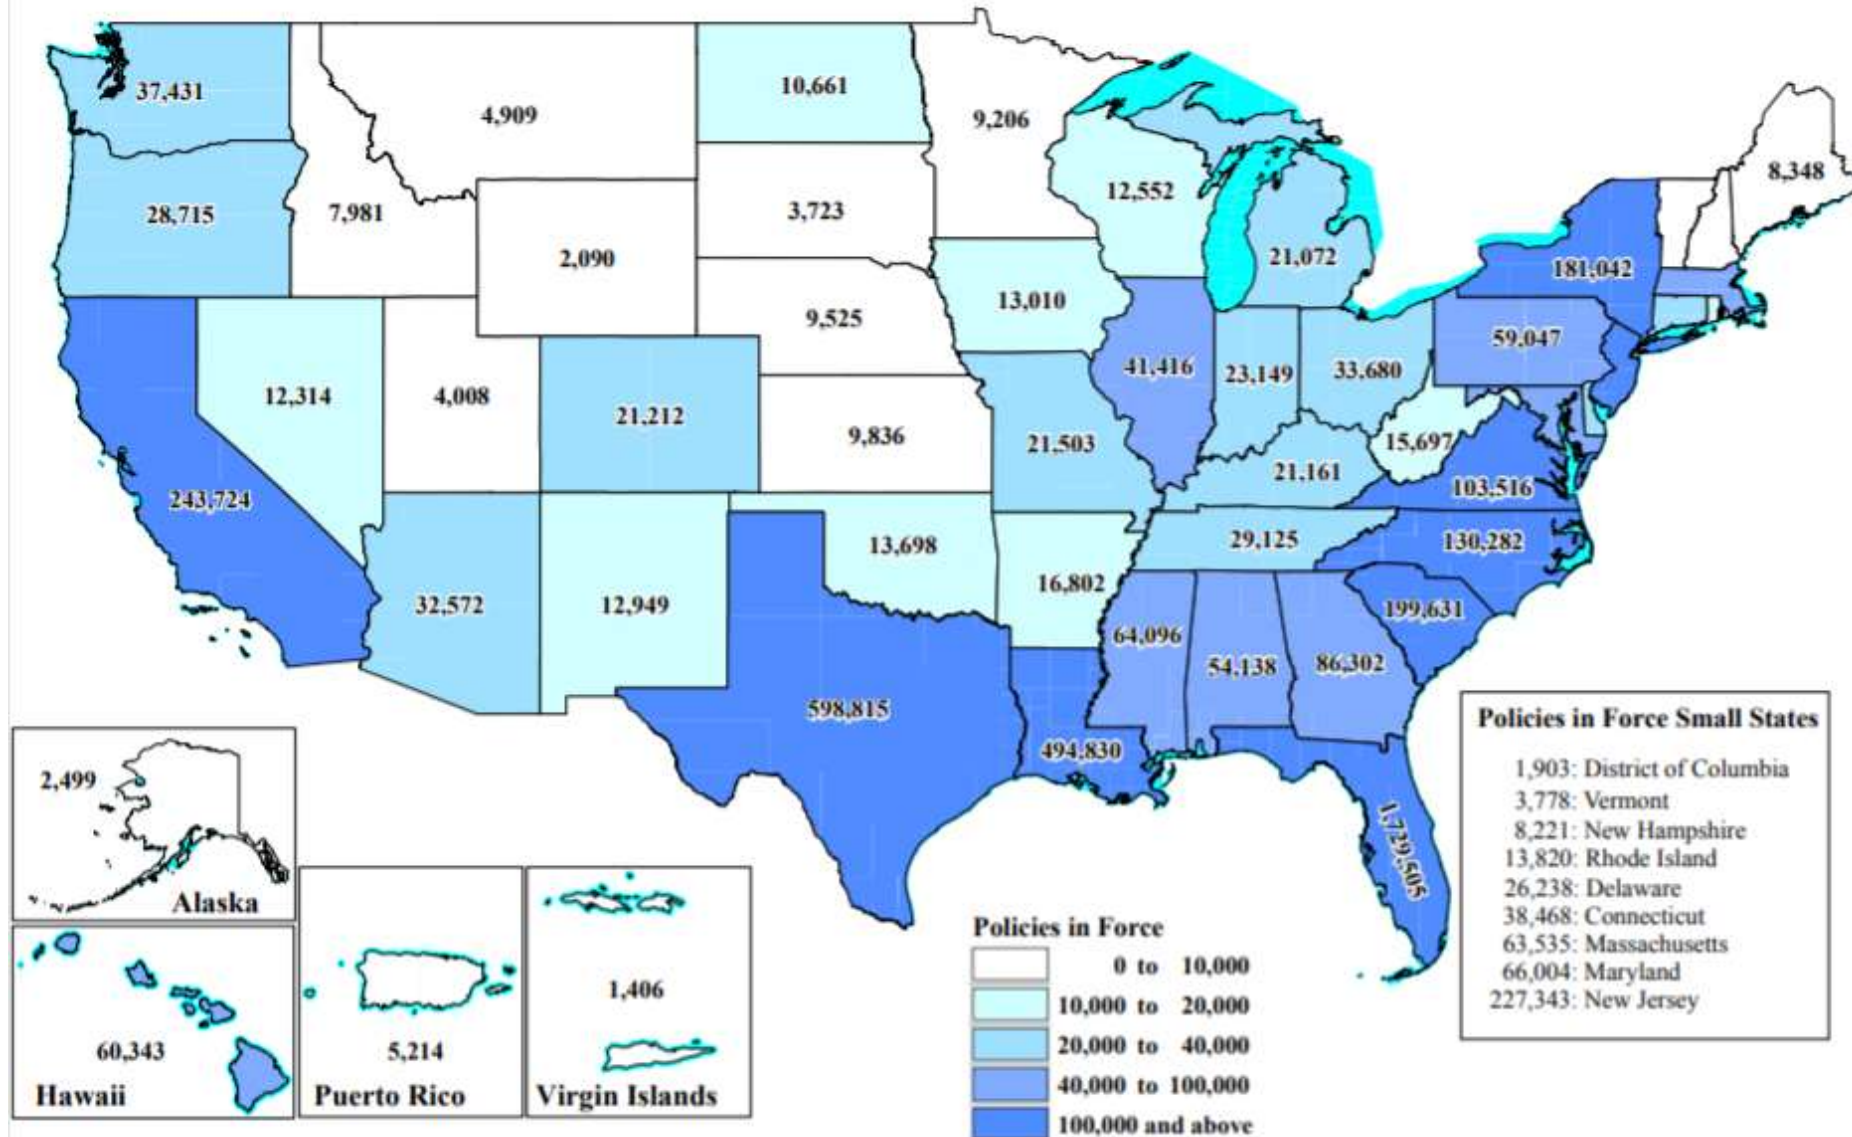 37,431
4,909
10,661
9,206
8,348
12,552
28,715
7,981
3,723
2,090
21,072
181,042
13,010
9,525
59,047
12,314
4,008
21,212
9,836
41,416
23,149
33,680
21,503
15,697
21,161
103,516
243,724
13,698
29,125
130,282
32,572
12,949
16,802
199,631
64,096
54,138
86,302
598,815
494,830
1,729,505
2,499
Alaska
60,343
Hawaii
5,214
Puerto Rico
1,406
Virgin Islands
Policies in Force
0 to 10,000
10,000 to 20,000
20,000 to 40,000
40,000 to 100,000
100,000 and above
Policies in Force Small States
1,903: District of Columbia
3,778: Vermont
8,221: New Hampshire
13,820: Rhode Island
26,238: Delaware
38,468: Connecticut
63,535: Massachusetts
66,004: Maryland
227,343: New Jersey